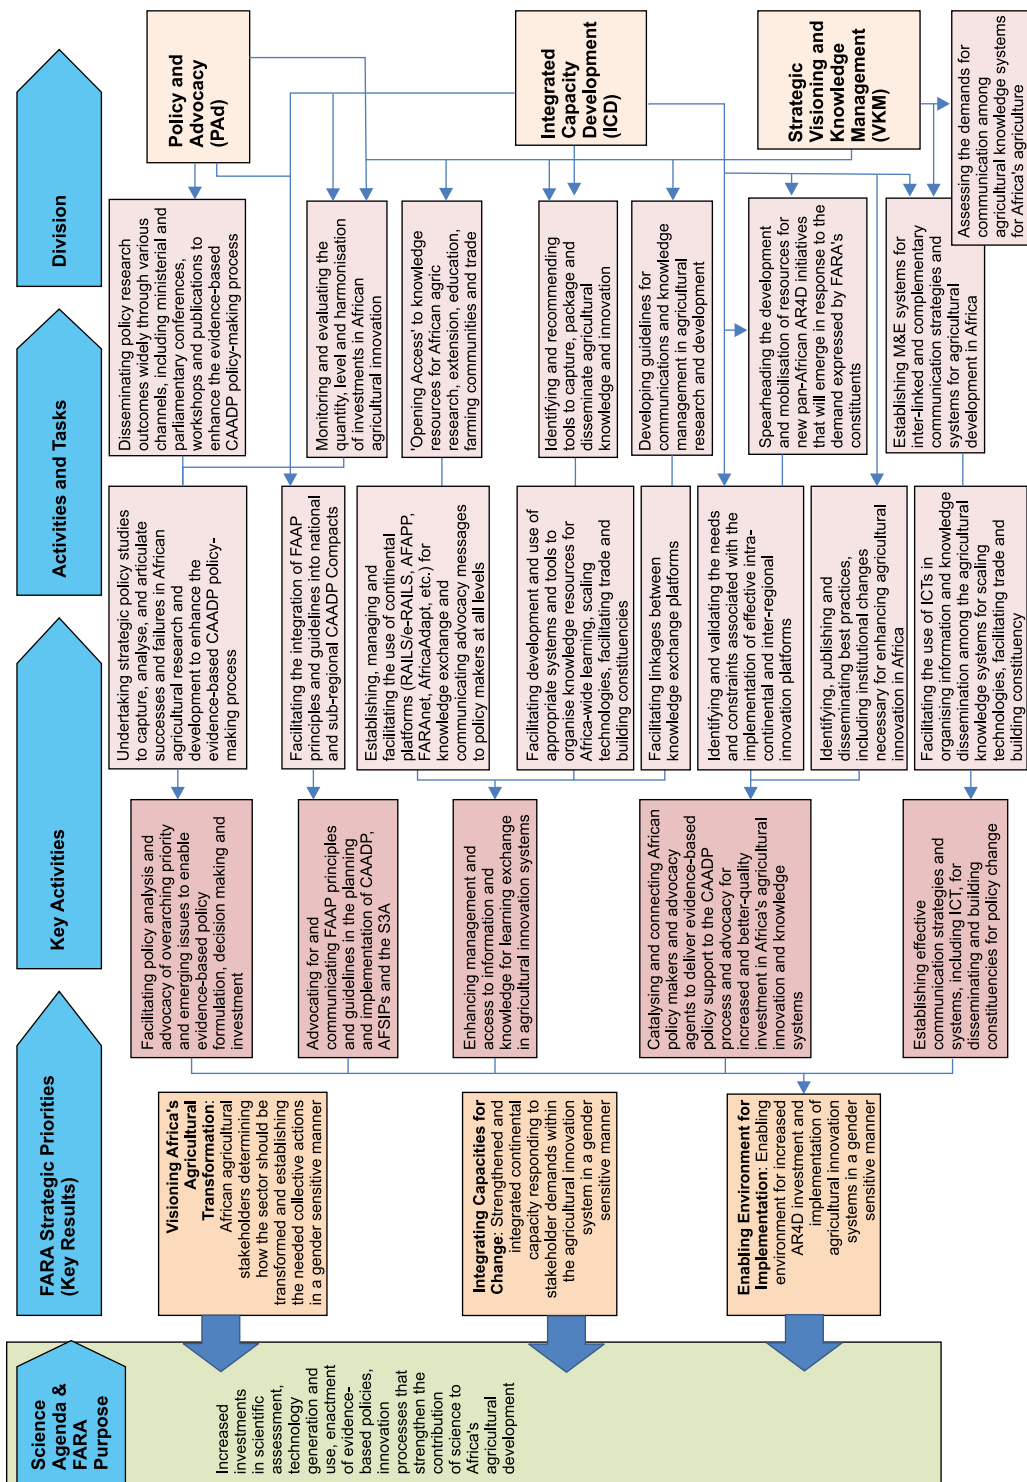 Science
Agenda &
FARA
Purpose
FARA Strategic Priorities
(Key Results)
Key Activities
Activities and Tasks
Division
Increased
investments
in scientific
assessment,
technology
generation and
use, enactment
of evidence-
based policies,
innovation
processes that
strengthen the
contribution
of science to
Africa's
agricultural
development
Visioning Africa's
Agricultural
Transformation:
African agricultural
stakeholders determining
how the sector should be
transformed and establishing
the needed collective actions
in a gender sensitive manner
Integrating Capacities for
Change: Strengthened and
integrated continental
capacity responding to
stakeholder demands within
the agricultural innovation
system in a gender
sensitive manner
Enabling Environment for
Implementation: Enabling
environment for increased
AR4D investment and
implementation of
agricultural innovation
systems in a gender
sensitive manner
Facilitating policy analysis and
advocacy of overarching priority
and emerging issues to enable
evidence-based policy
formulation, decision making and
investment
Advocating for and
communicating FAAP principles
and guidelines in the planning
and implementation of CAADP,
AFSIPs and the S3A
Enhancing management and
access to information and
knowledge for learning exchange
in agricultural innovation systems
Catalysing and connecting African
policy makers and advocacy
agents to deliver evidence-based
policy support to the CAADP
process and advocacy for
increased and better-quality
investment in Africa's agricultural
innovation and knowledge
systems
Establishing effective
communication strategies and
systems, including ICT, for
disseminating and building
constituencies for policy change
Undertaking strategic policy studies
to capture, analyse, and articulate
successes and failures in African
agricultural research and
development to enhance the
evidence-based CAADP policy-
making process
Facilitating the integration of FAAP
principles and guidelines into national
and sub-regional CAADP Compacts
Establishing, managing and
facilitating the use of continental
platforms (RAILS/e-RAILS, AFAPP,
FARAnet, AfricaAdapt, etc.) for
knowledge exchange and
communicating advocacy messages
to policy makers at all levels
Facilitating development and use of
appropriate systems and tools to
organise knowledge resources for
Africa-wide learning, scaling
technologies, facilitating trade and
building constituencies
Facilitating linkages between
knowledge exchange platforms
Identifying and validating the needs
and constraints associated with the
implementation of effective intra-
continental and inter-regional
innovation platforms
Identifying, publishing and
disseminating best practices,
including institutional changes
necessary for enhancing agricultural
innovation in Africa
Facilitating the use of ICTs in
organising information and knowledge
dissemination among the agricultural
knowledge systems for scaling
technologies, facilitating trade and
building constituency
Disseminating policy research
outcomes widely through various
channels, including ministerial and
parliamentary conferences,
workshops and publications to
enhance the evidence-based
CAADP policy-making process
Monitoring and evaluating the
quantity, level and harmonisation
of investments in African
agricultural innovation
'Opening Access' to knowledge
resources for African agric
research, extension, education,
farming communities and trade
Identifying and recommending
tools to capture, package and
disseminate agricultural
knowledge and innovation
Developing guidelines for
communications and knowledge
management in agricultural
research and development
Spearheading the development
and mobilisation of resources for
new pan-African AR4D initiatives
that will emerge in response to the
demand expressed by FARA's
constituents
Establishing M&E systems for
inter-linked and complementary
communication strategies and
systems for agricultural
development in Africa
Assessing the demands for
communication among
agricultural knowledge systems
for Africa's agriculture
Policy and
Advocacy
(PAd)
Integrated
Capacity
Development
(ICD)
Strategic
Visioning and
Knowledge
Management
(VKM)